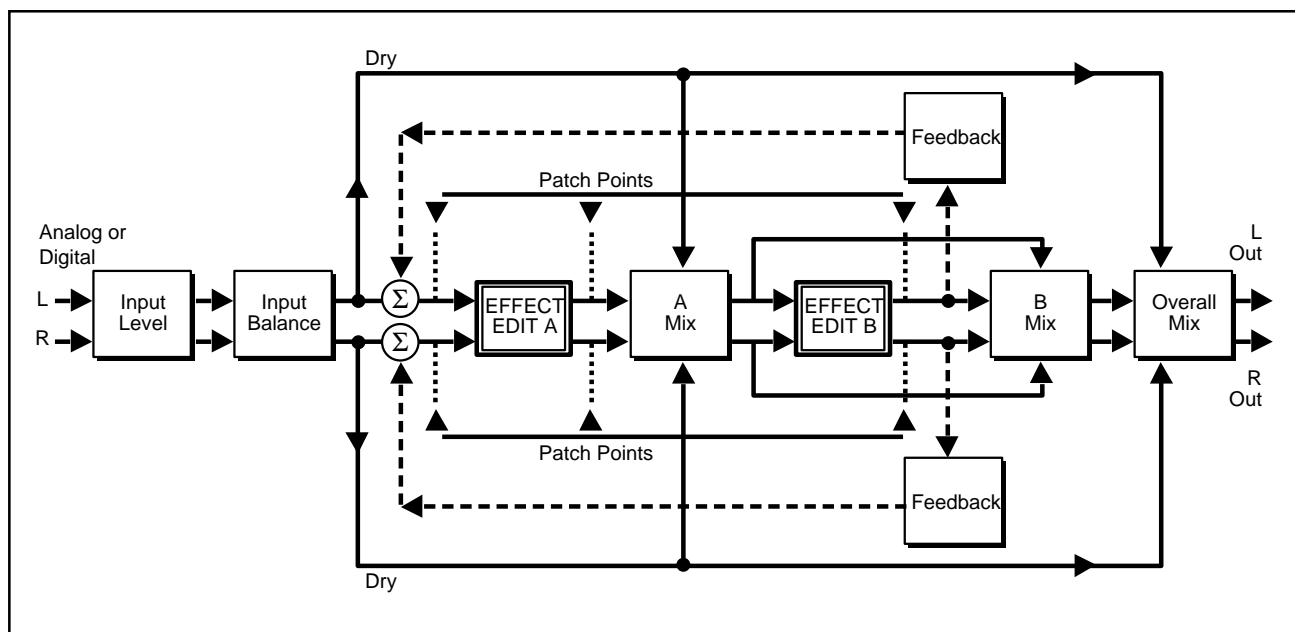 Dry
Feedback
Patch Points
Analog or
Digital
L
R
Input
Level
Input
Balance
Σ
Σ
EFFECT
EDIT A
A
Mix
EFFECT
EDIT B
B
Mix
Overall
Mix
L
Out
R
Out
Patch Points
Feedback
Dry